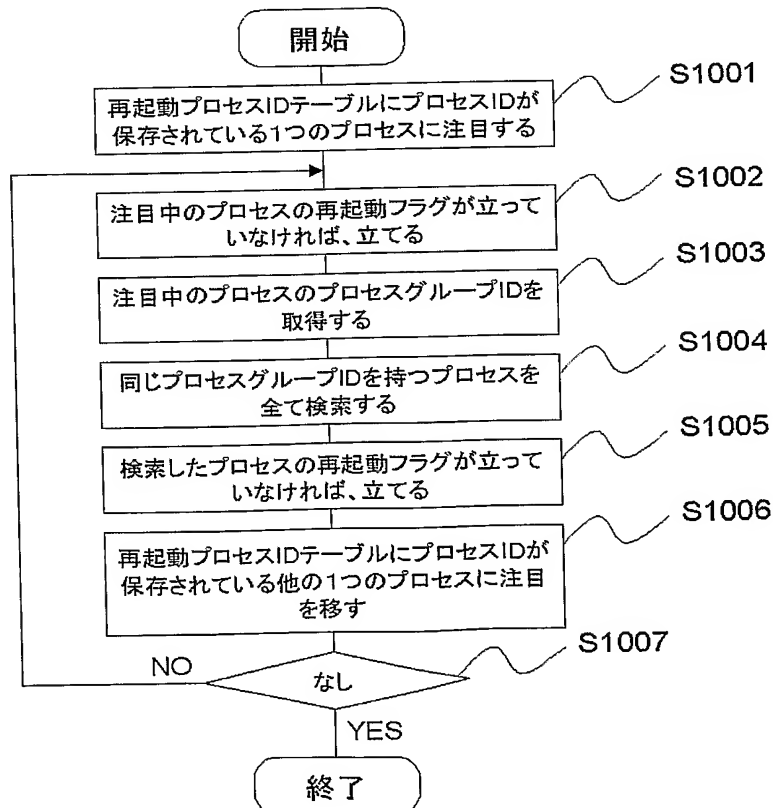 開始
S1001
再起動プロセスIDテーブルにプロセスIDが
保存されている1つのプロセスに注目する
S1002
注目中のプロセスの再起動フラグが立って
いなければ、立てる
S1003
注目中のプロセスのプロセスグループIDを
取得する
S1004
同じプロセスグループIDを持つプロセスを
全て検索する
S1005
検索したプロセスの再起動フラグが立って
いなければ、立てる
S1006
再起動プロセスIDテーブルにプロセスIDが
保存されている他の1つのプロセスに注目
を移す
S1007
NO
なし
YES
終了